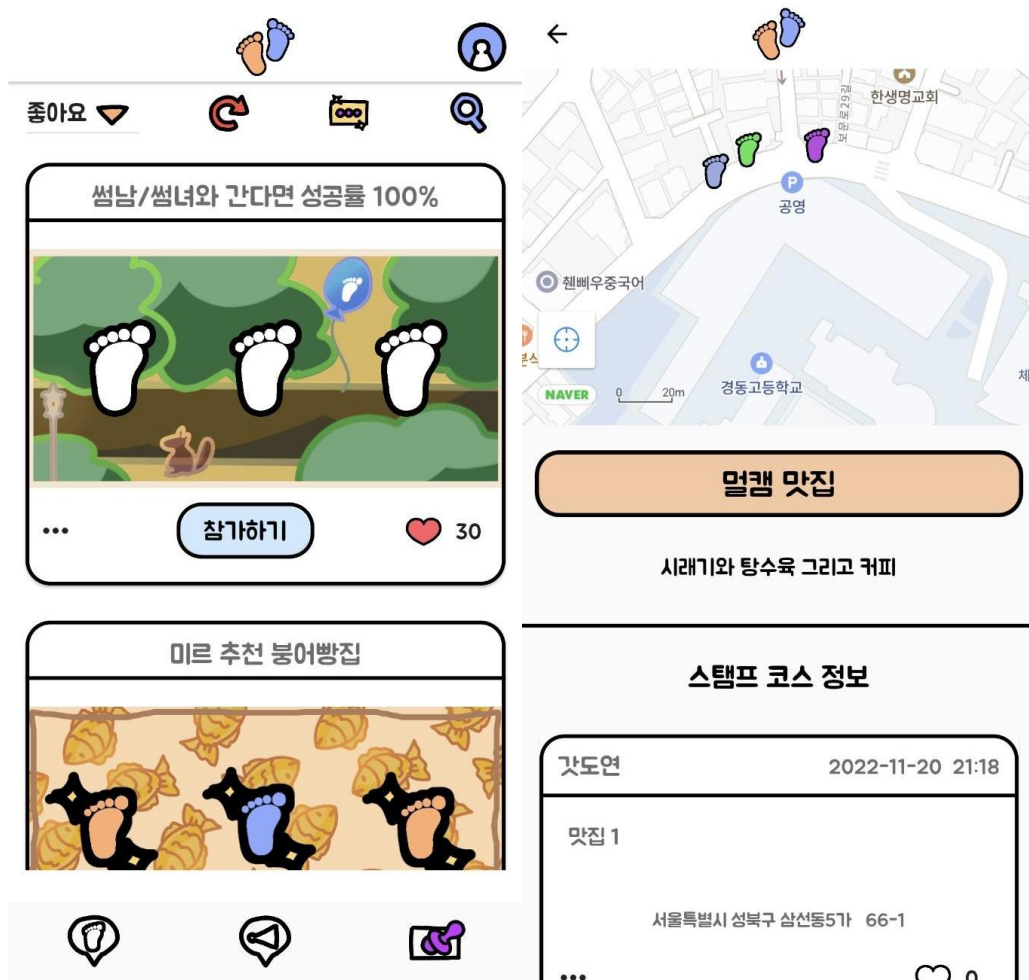 좋아요
썸남/썸녀와 간다면 성공률 100%
참가하기
30
미르 추천 붕어빵집
한생명교회
보문로29길
P
공영
첸삐우중국어
분식
경동고등학교
체
NAVER
0 20m
멀캠 맛집
시래기와 탕수육 그리고 커피
스탬프 코스 정보
갓도연 2022-11-20 21:18
맛집 1
서울특별시 성북구 삼선동5가 66-1
0